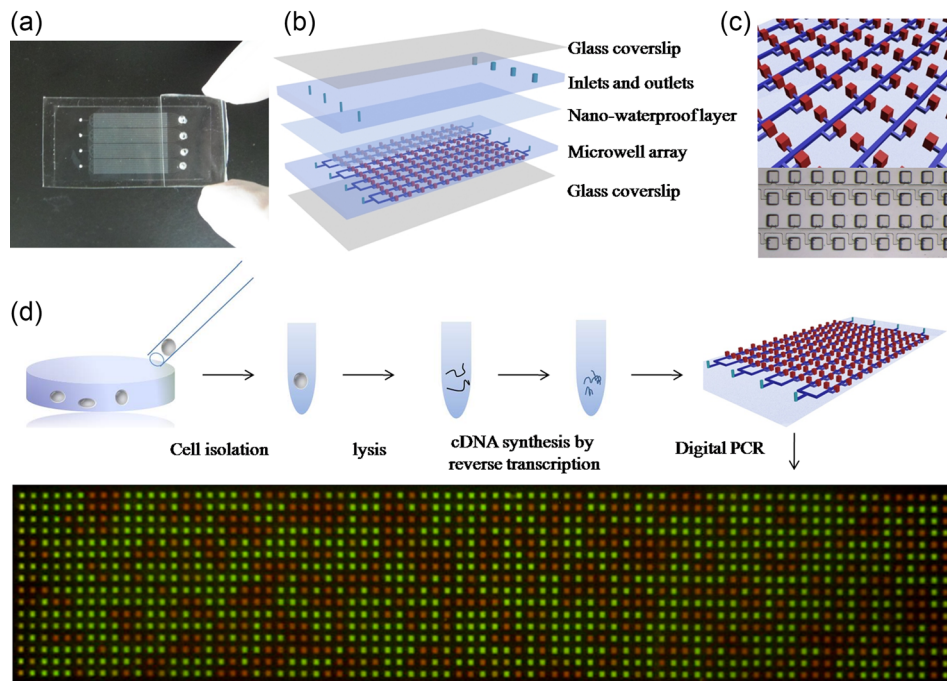 (a)
(b)
(c)
Glass coverslip
Inlets and outlets
Nano-waterproof layer
Microwell array
Glass coverslip
(d)
Cell isolation
lysis
cDNA synthesis by
reverse transcription
Digital PCR